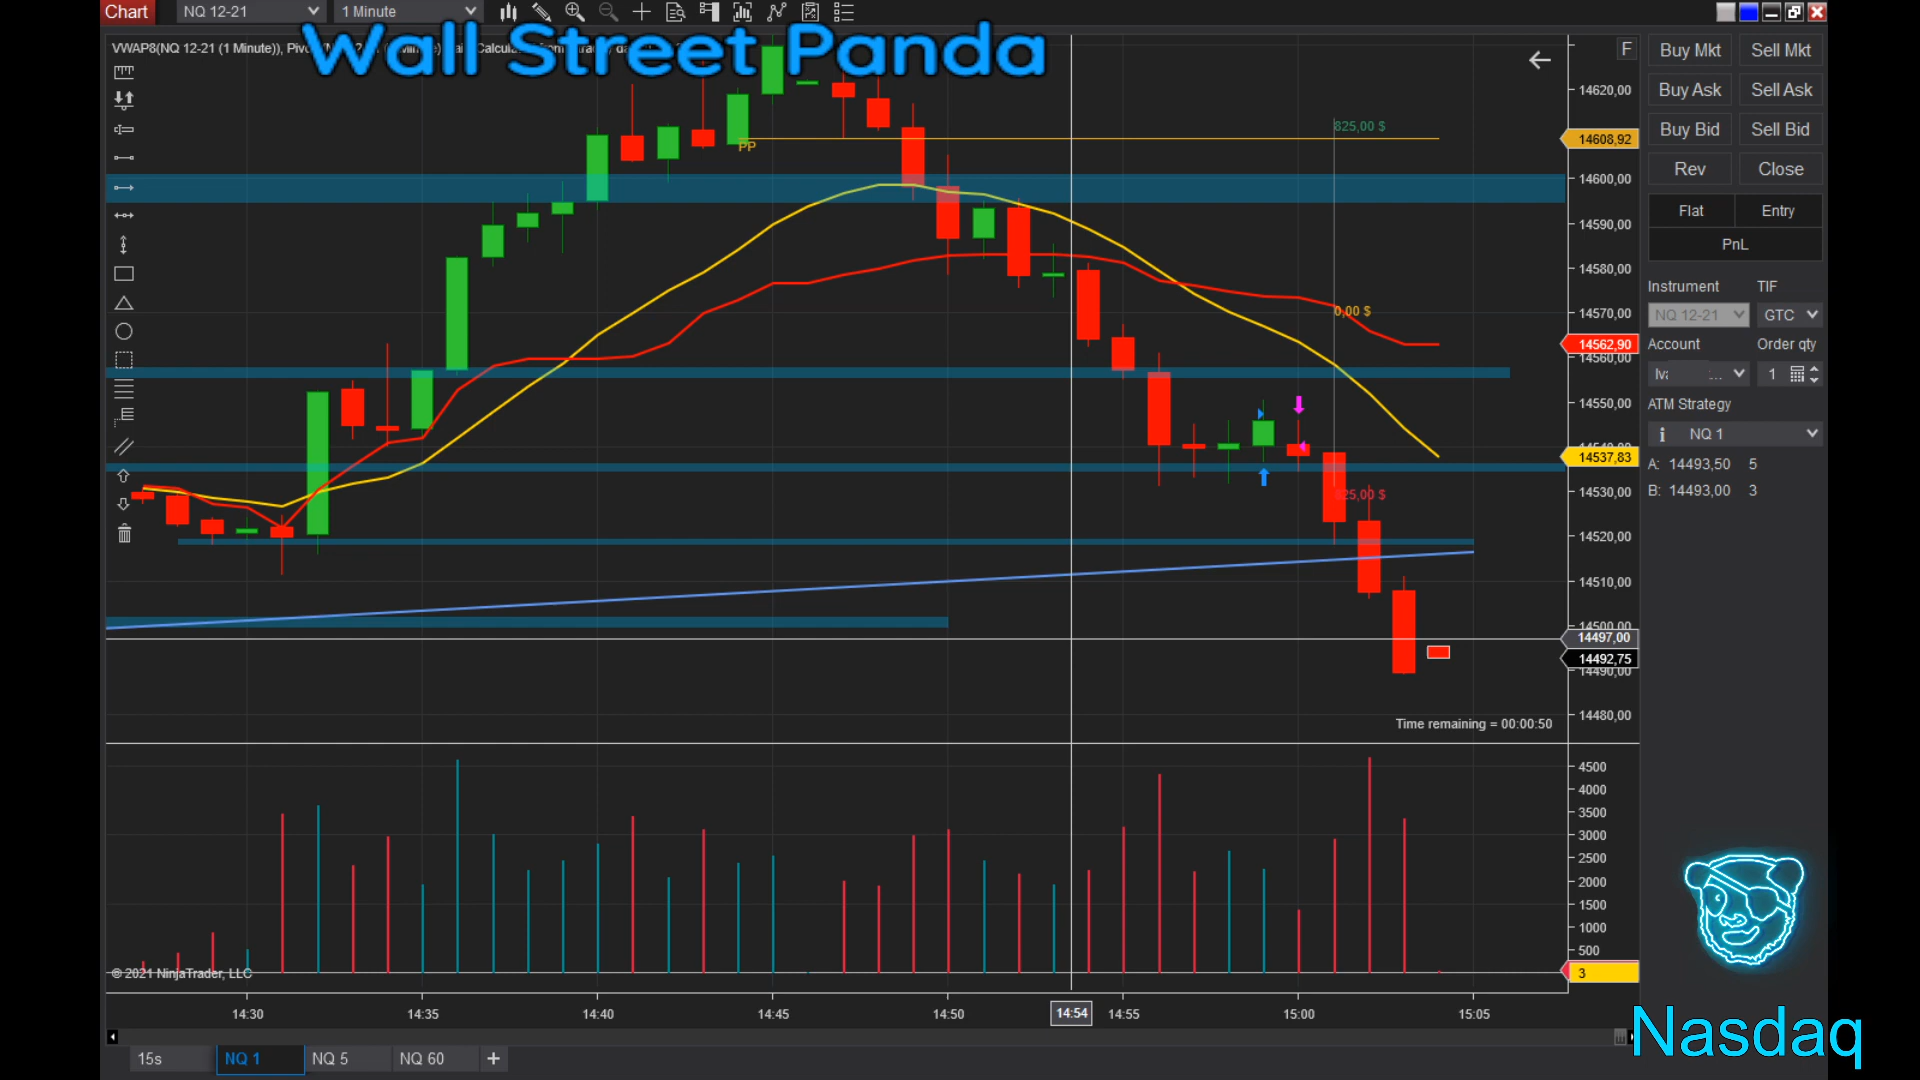 Chart NQ 12-21 1 Minute
VWAP8(NQ 12-21 (1 Minute)),
Wall Street Panda
F
Buy Mkt Sell Mkt
Buy Ask Sell Ask
Buy Bid Sell Bid
Rev Close
Flat Entry
PnL
Instrument TIF
NQ 12-21 GTC
Account Order qty
1
ATM Strategy
NQ 1
A: 14493,50 5
B: 14493,00 3
825,00 $
PP
0,00 $
14620,00
14608,92
14600,00
14590,00
14580,00
14570,00
14562,90
14560,00
14550,00
14537,83
14530,00
14520,00
14510,00
14500,00
14497,00
14492,75
14490,00
14480,00
Time remaining = 00:00:50
4500
4000
3500
3000
2500
2000
1500
1000
500
3
© 2021 NinjaTrader, LLC
14:30 14:35 14:40 14:45 14:50 14:54 14:55 15:00 15:05
15s NQ 1 NQ 5 NQ 60 +
Nasdaq